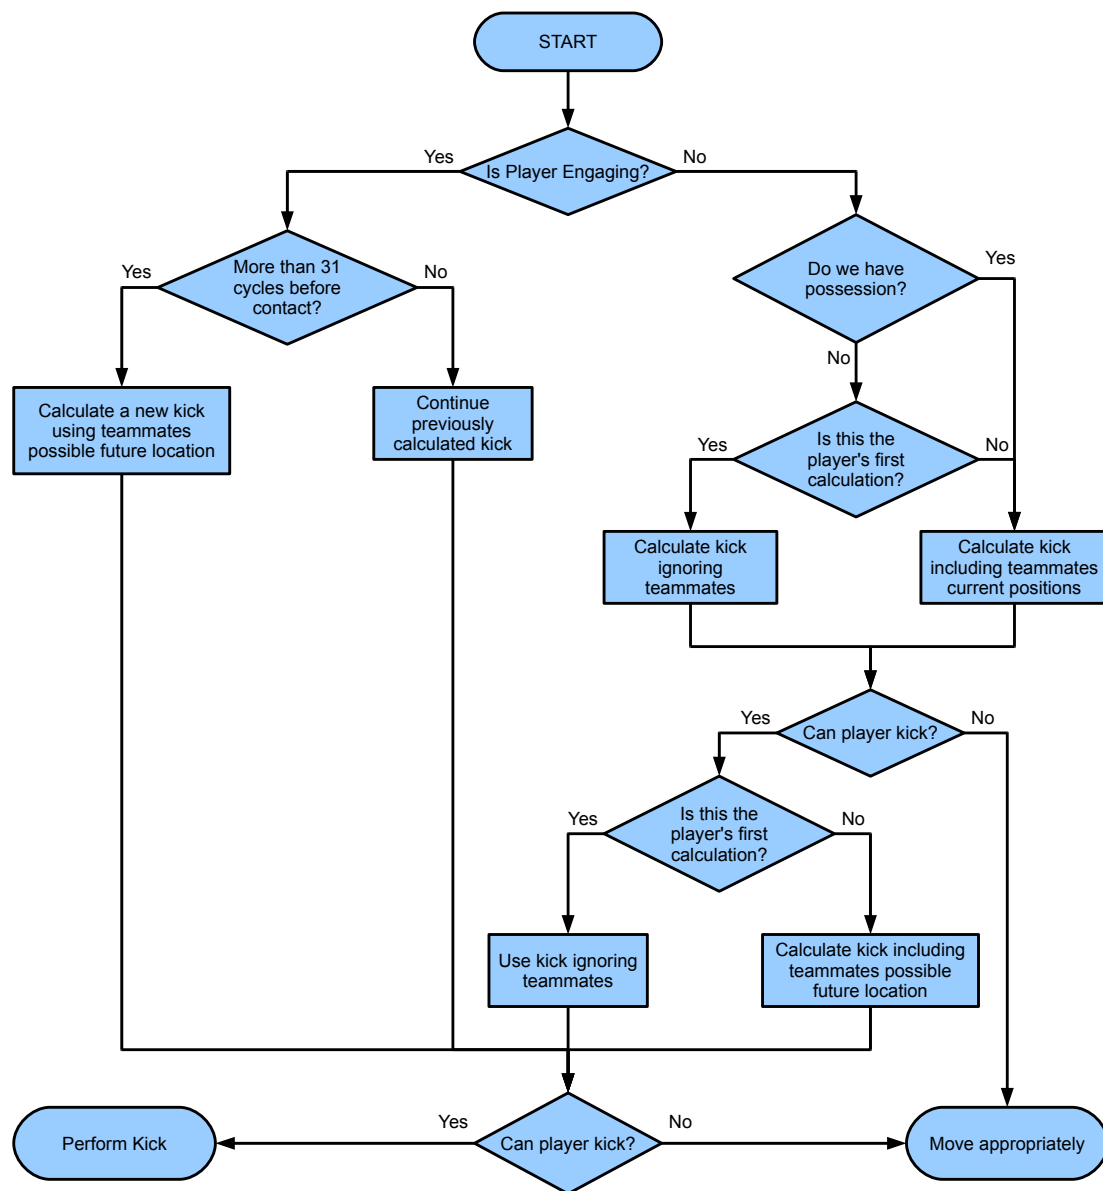 START
Is Player Engaging?
Yes
No
More than 31
cycles before
contact?
Yes
No
Do we have
possession?
Yes
No
Calculate a new kick
using teammates
possible future location
Continue
previously
calculated kick
Is this the
player's first
calculation?
Yes
No
Calculate kick
ignoring
teammates
Calculate kick
including teammates
current positions
Can player kick?
Yes
No
Is this the
player's first
calculation?
Yes
No
Use kick ignoring
teammates
Calculate kick including
teammates possible
future location
Can player kick?
Yes
No
Perform Kick
Move appropriately